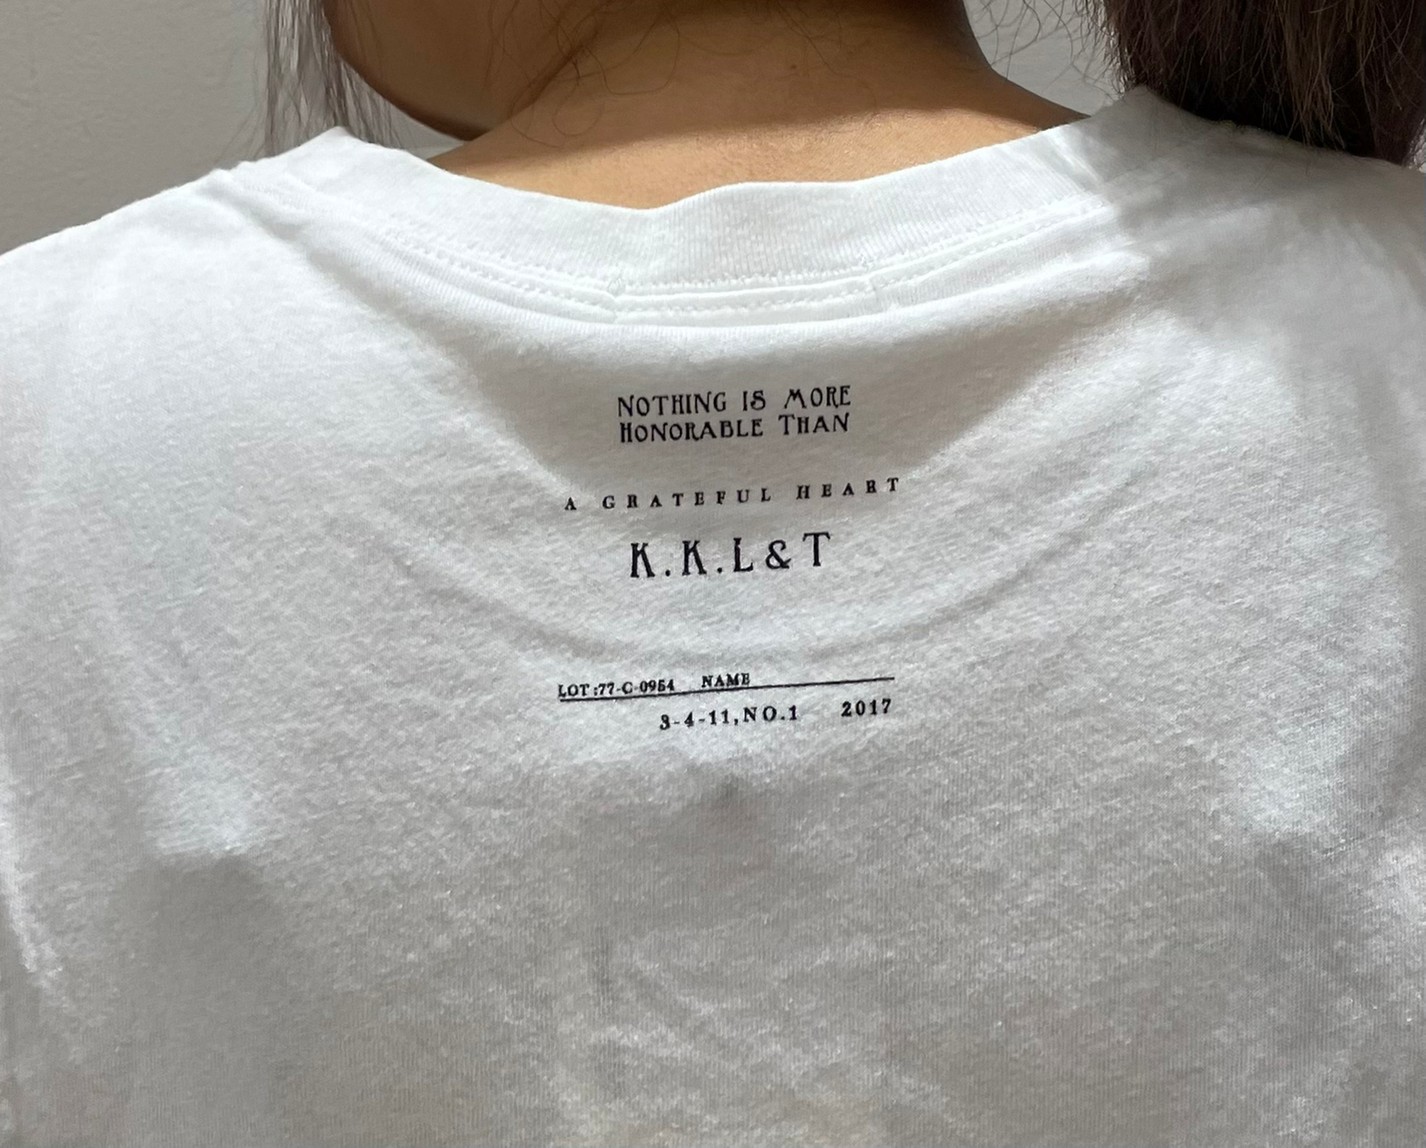 NOTHING IS MORE
HONORABLE THAN
A GRATEFUL HEART
K.K.L&T
LOT:77-C-0954 NAME
3-4-11,NO.1 2017